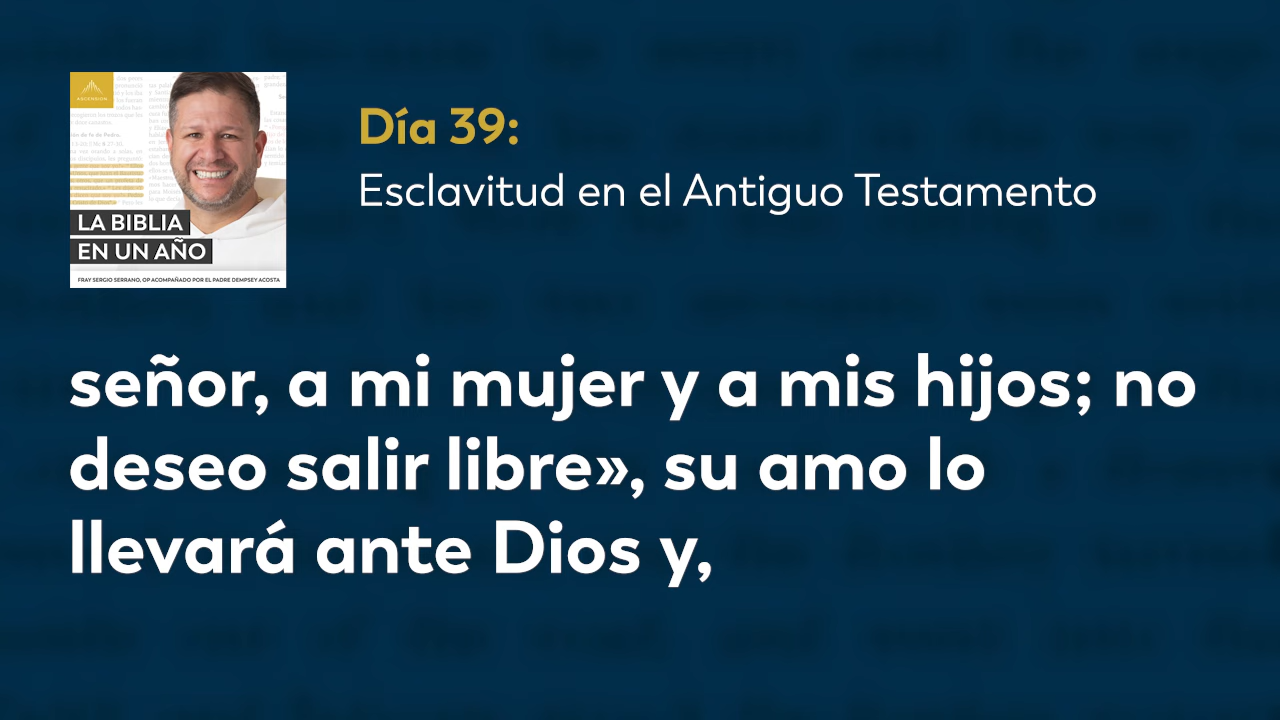 ASCENSION
LA BIBLIA
EN UN AÑO
FRAY SERGIO SERRANO, OP ACOMPAÑADO POR EL PADRE DEMPSEY ACOSTA
Día 39:
Esclavitud en el Antiguo Testamento
señor, a mi mujer y a mis hijos; no
deseo salir libre», su amo lo
llevará ante Dios y,